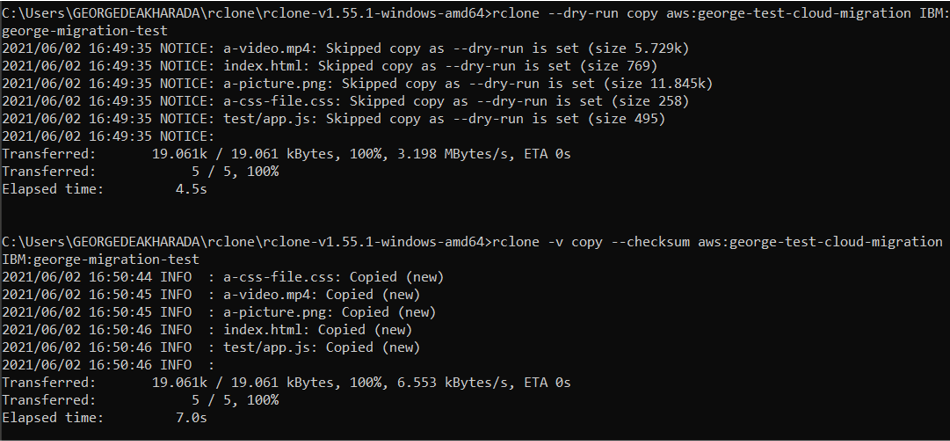 C:\Users\GEORGEDEAKHARADA\rclone\rclone-v1.55.1-windows-amd64>rclone --dry-run copy aws:george-test-cloud-migration IBM:
george-migration-test
2021/06/02 16:49:35 NOTICE: a-video.mp4: Skipped copy as --dry-run is set (size 5.729k)
2021/06/02 16:49:35 NOTICE: index.html: Skipped copy as --dry-run is set (size 769)
2021/06/02 16:49:35 NOTICE: a-picture.png: Skipped copy as --dry-run is set (size 11.845k)
2021/06/02 16:49:35 NOTICE: a-css-file.css: Skipped copy as --dry-run is set (size 258)
2021/06/02 16:49:35 NOTICE: test/app.js: Skipped copy as --dry-run is set (size 495)
2021/06/02 16:49:35 NOTICE:
Transferred:       19.061k / 19.061 kBytes, 100%, 3.198 MBytes/s, ETA 0s
Transferred:            5 / 5, 100%
Elapsed time:         4.5s
C:\Users\GEORGEDEAKHARADA\rclone\rclone-v1.55.1-windows-amd64>rclone -v copy --checksum aws:george-test-cloud-migration
IBM:george-migration-test
2021/06/02 16:50:44 INFO  : a-css-file.css: Copied (new)
2021/06/02 16:50:45 INFO  : a-video.mp4: Copied (new)
2021/06/02 16:50:45 INFO  : a-picture.png: Copied (new)
2021/06/02 16:50:46 INFO  : index.html: Copied (new)
2021/06/02 16:50:46 INFO  : test/app.js: Copied (new)
2021/06/02 16:50:46 INFO  :
Transferred:       19.061k / 19.061 kBytes, 100%, 6.553 kBytes/s, ETA 0s
Transferred:            5 / 5, 100%
Elapsed time:         7.0s